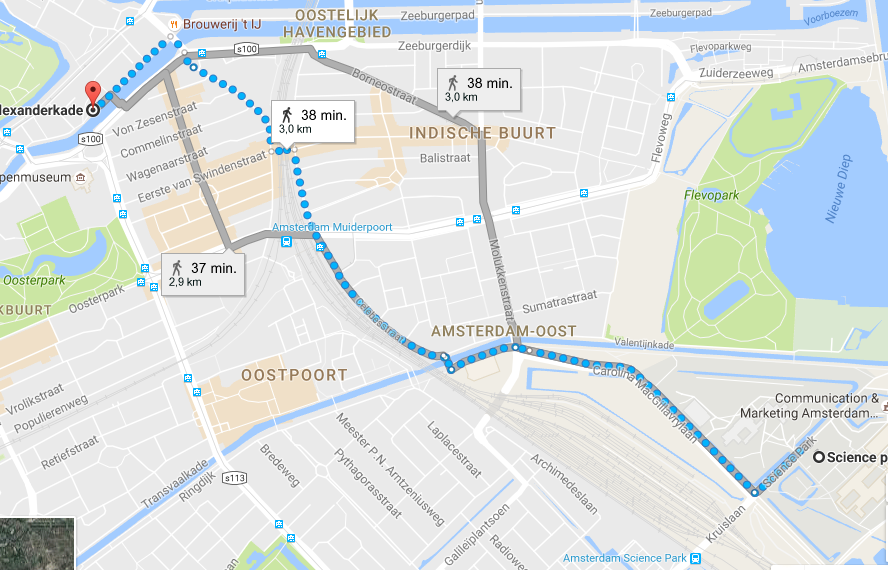 Brouwerij 't IJ
OOSTELIJK
HAVENGEBIED
Zeeburgerpad
Zeeburgerpad
Voorboezem
s100
Zeeburgerdijk
Flevoparkweg
Zuiderzeeweg
Amsterdamsebru
lexanderkade
Borneostraat
38 min.
3,0 km
38 min.
3,0 km
s100
Von Zesenstraat
Commelinstraat
Wagenaarstraat
Eerste van Swindenstraat
INDISCHE BUURT
Balistraat
Flevoweg
penmuseum
Flevopark
Nieuwe Diep
Amsterdam Muiderpoort
37 min.
2,9 km
Oosterpark
Oosterpark
KBUURT
Molukkenstraat
Sumatrastraat
Celebesstraat
AMSTERDAM-OOST
Valentijnkade
OOSTPOORT
Carolina MacGillavrylaan
Communication &
Marketing Amsterdam...
Vrolikstraat
Populierenweg
Retiefstraat
Meester P.N. Arntzeniusweg
Laplacestraat
Science Park
Science p
Bredeweg
Pythagorasstraat
Archimedeslaan
Transvaalkade
Ringdijk
s113
Kruislaan
Galileïplantsoen
Radioweg
Amsterdam Science Park